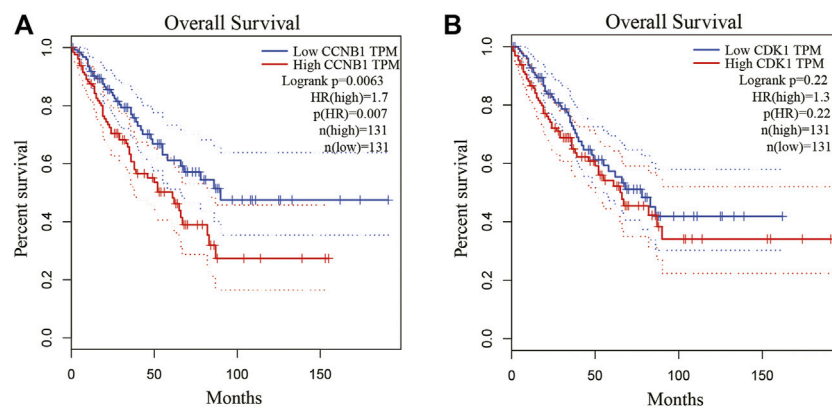 A
Overall Survival
Low CCNB1 TPM
High CCNB1 TPM
Logrank p=0.0063
HR(high)=1.7
p(HR)=0.007
n(high)=131
n(low)=131
Percent survival
1.0
0.8
0.6
0.4
0.2
0.0
0 50 100 150
Months
B
Overall Survival
Low CDK1 TPM
High CDK1 TPM
Logrank p=0.22
HR(high)=1.3
p(HR)=0.22
n(high)=131
n(low)=131
Percent survival
1.0
0.8
0.6
0.4
0.2
0.0
0 50 100 150
Months